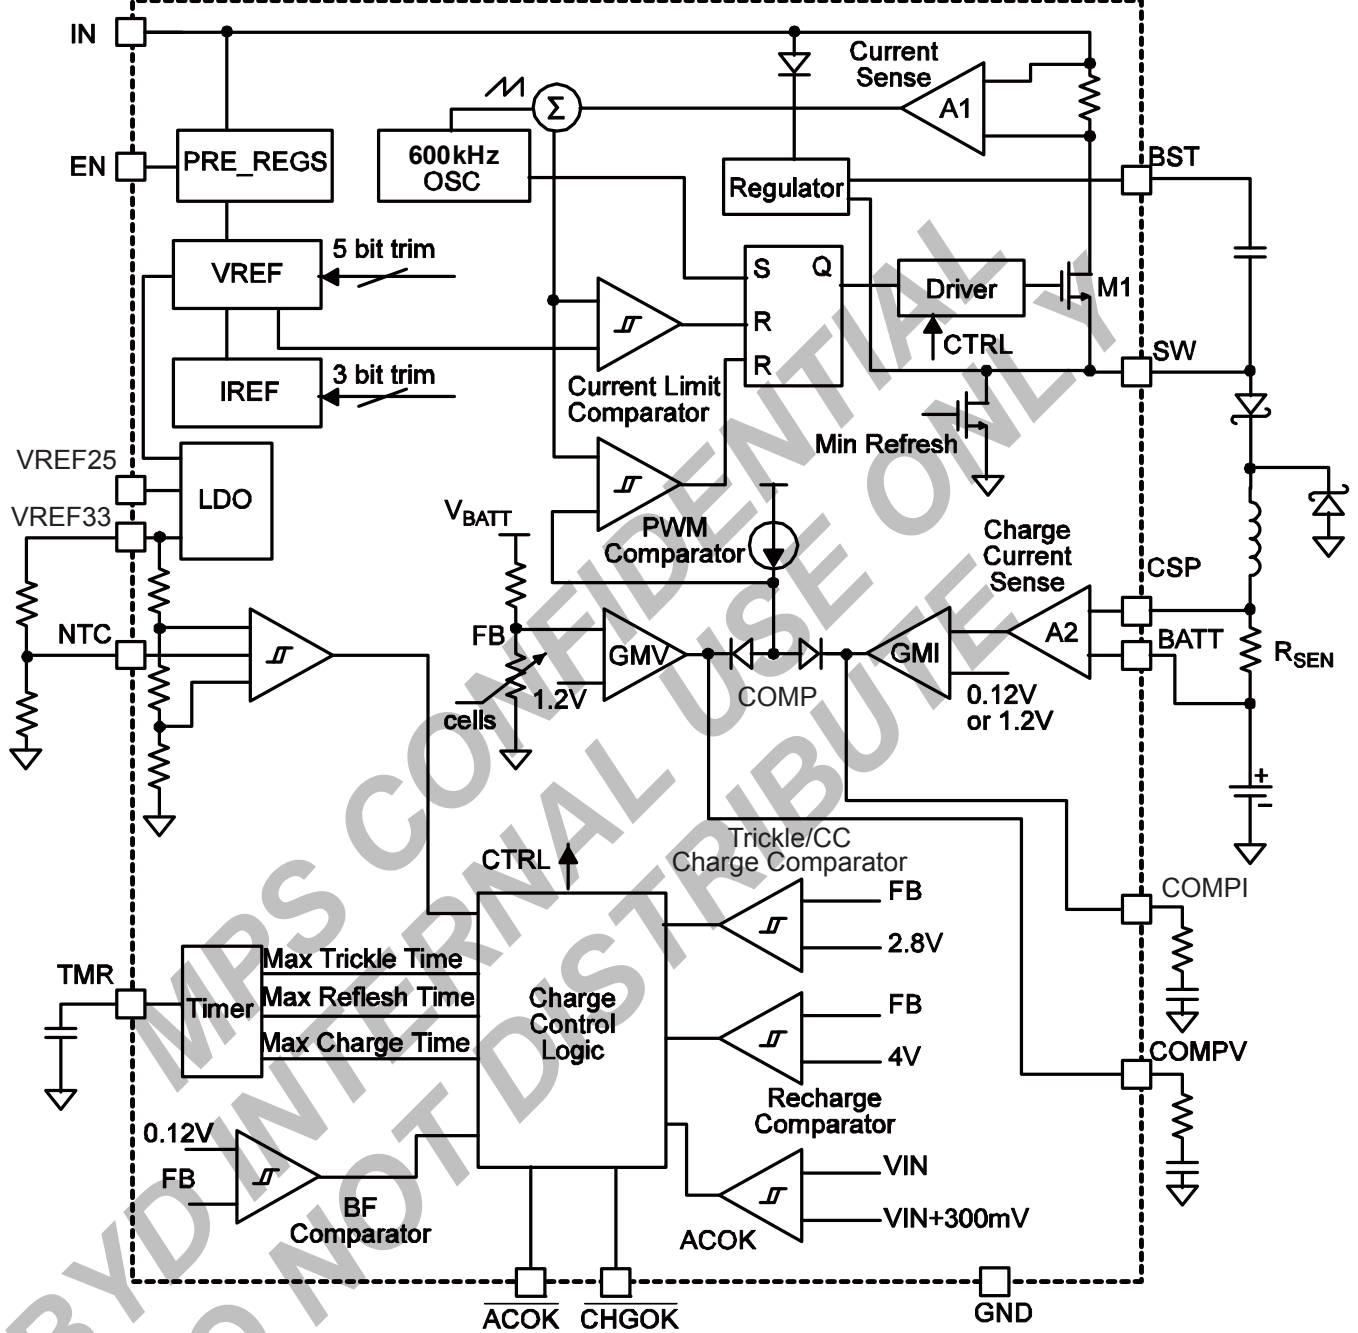 IN
Current
Sense
Σ
A1
EN
PRE_REGS
600kHz
OSC
BST
Regulator
VREF
5 bit trim
S
Q
R
R
Driver
M1
CTRL
SW
IREF
3 bit trim
Current Limit
Comparator
Min Refresh
VREF25
LDO
VREF33
VBATT
PWM
Comparator
Charge
Current
Sense
CSP
NTC
FB
GMV
GMI
A2
BATT
RSEN
cells
1.2V
COMP
0.12V
or 1.2V
+
-
Trickle/CC
Charge Comparator
CTRL
FB
2.8V
COMPI
TMR
Timer
Max Trickle Time
Max Reflesh Time
Max Charge Time
Charge
Control
Logic
FB
4V
Recharge
Comparator
COMPV
0.12V
FB
BF
Comparator
VIN
VIN+300mV
ACOK
ACOK
CHGOK
GND
MPS CONFIDENTIAL
BYD INTERNAL USE ONLY
DO NOT DISTRIBUTE